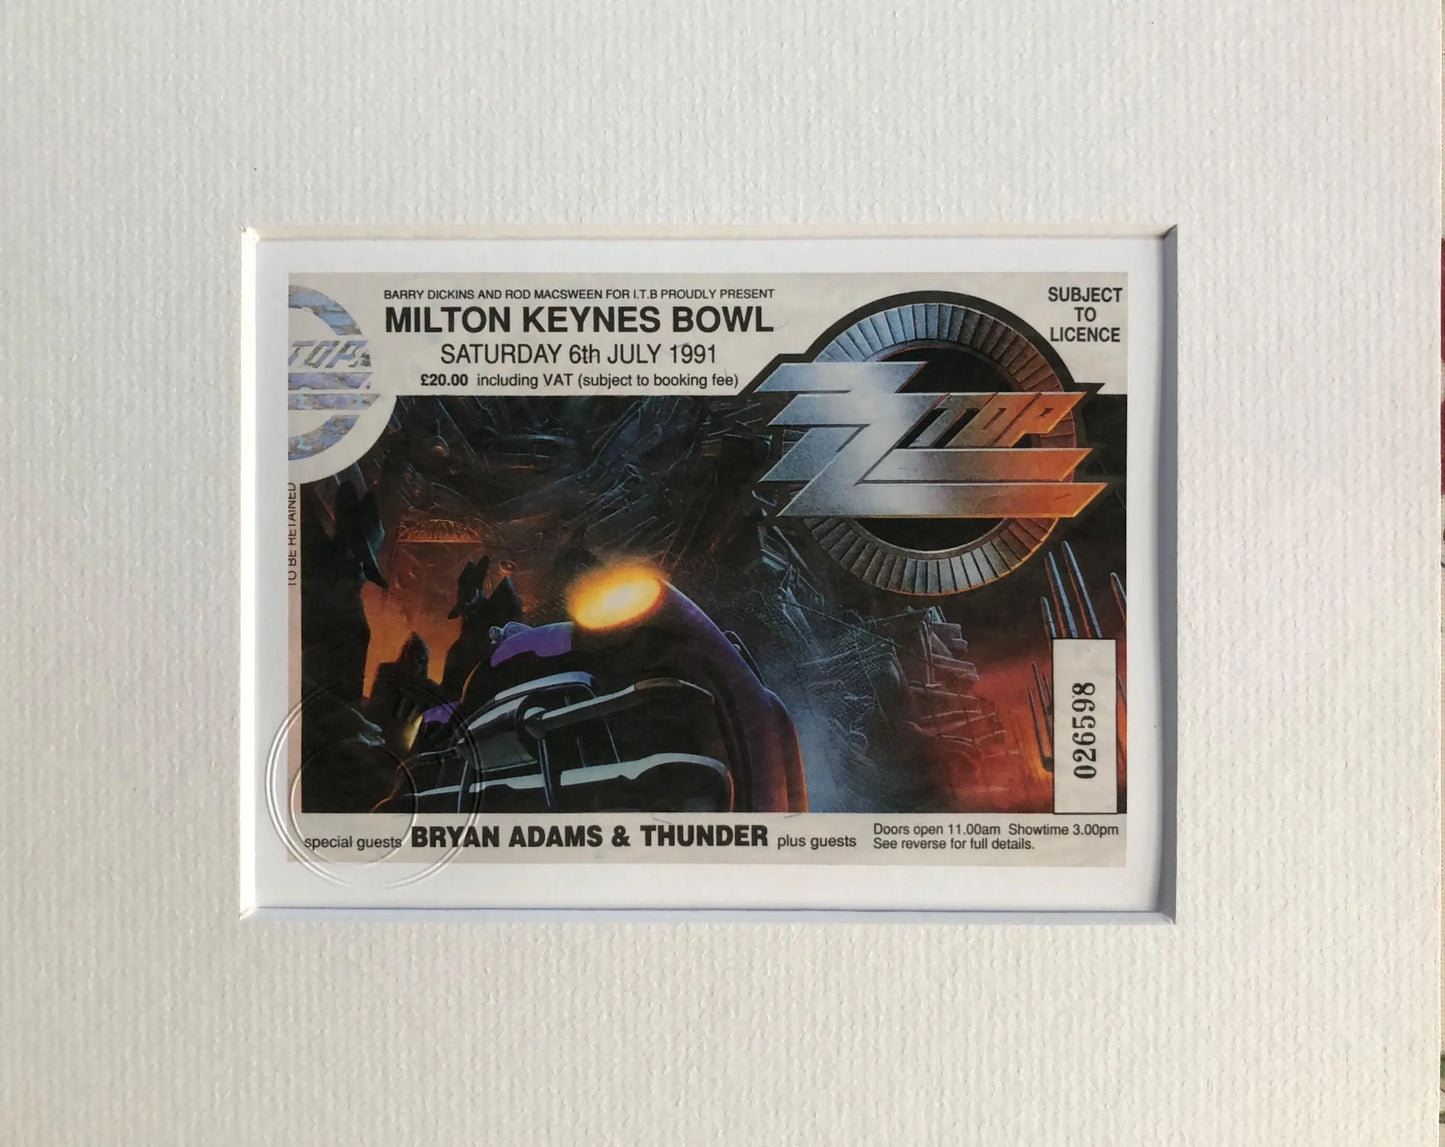 BARRY DICKINS AND ROD MACSWEEN FOR I.T.B PROUDLY PRESENT
MILTON KEYNES BOWL
SATURDAY 6th JULY 1991
£20.00 including VAT (subject to booking fee)
SUBJECT
TO
LICENCE
TOP
ZZ TOP
TO BE RETAINED
026598
special guests BRYAN ADAMS & THUNDER plus guests
Doors open 11.00am Showtime 3.00pm
See reverse for full details.